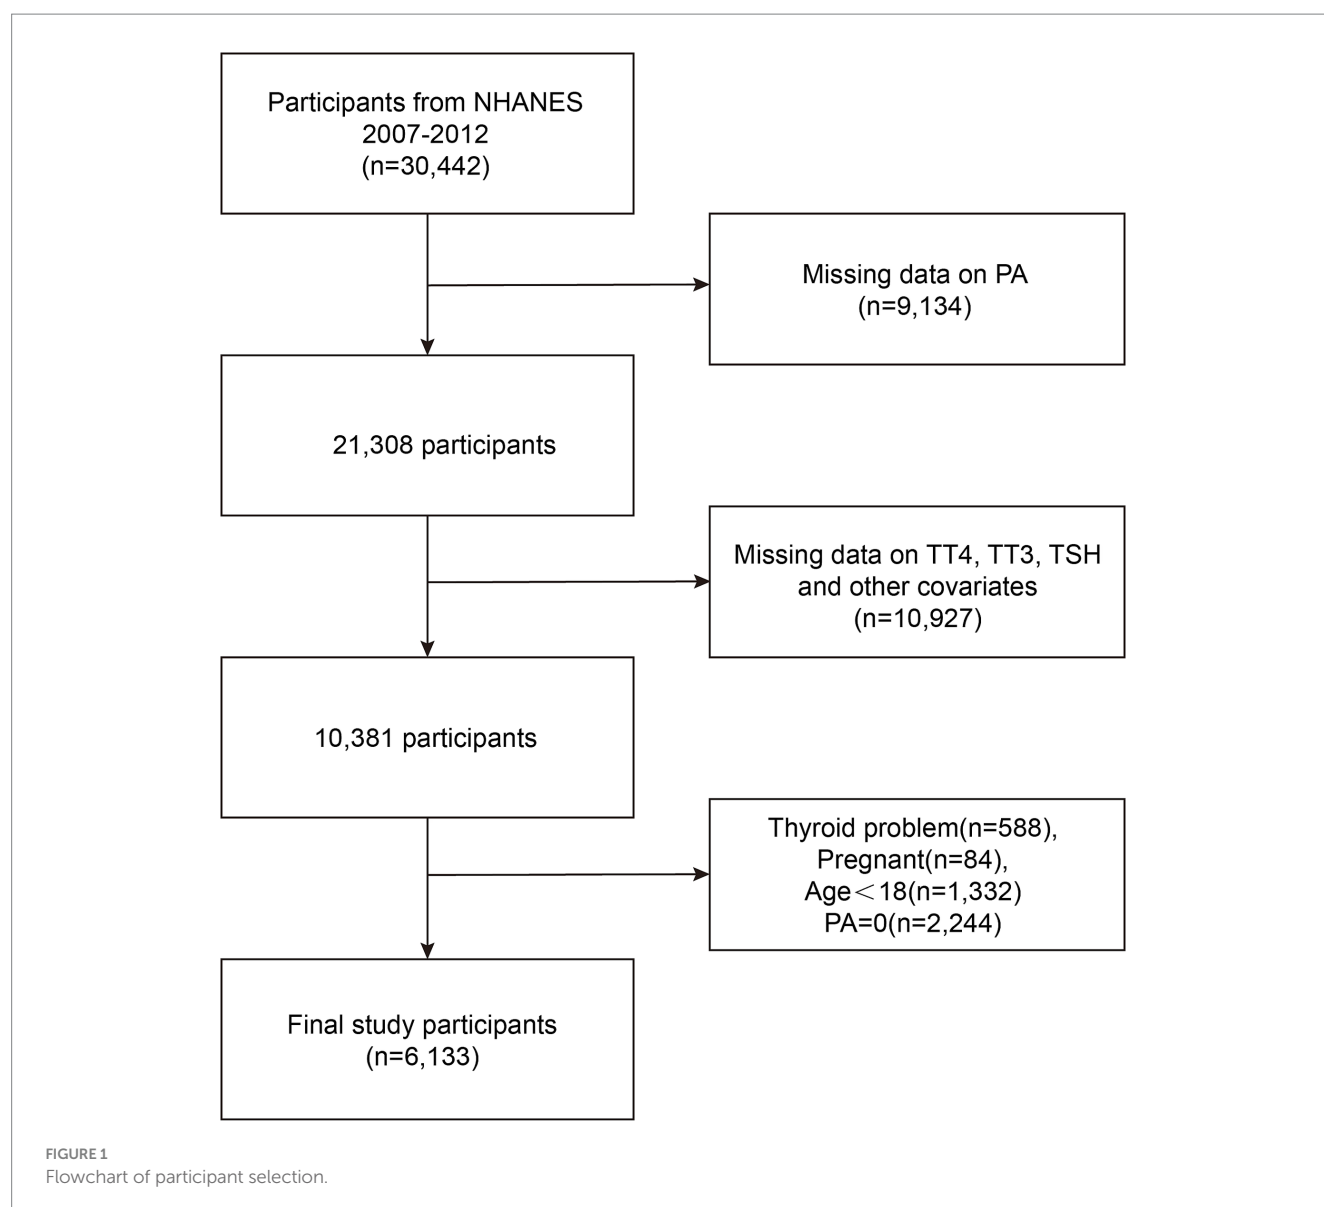 Participants from NHANES
2007-2012
(n=30,442)
Missing data on PA
(n=9,134)
21,308 participants
Missing data on TT4, TT3, TSH
and other covariates
(n=10,927)
10,381 participants
Thyroid problem(n=588),
Pregnant(n=84),
Age<18(n=1,332)
PA=0(n=2,244)
Final study participants
(n=6,133)
FIGURE 1
Flowchart of participant selection.